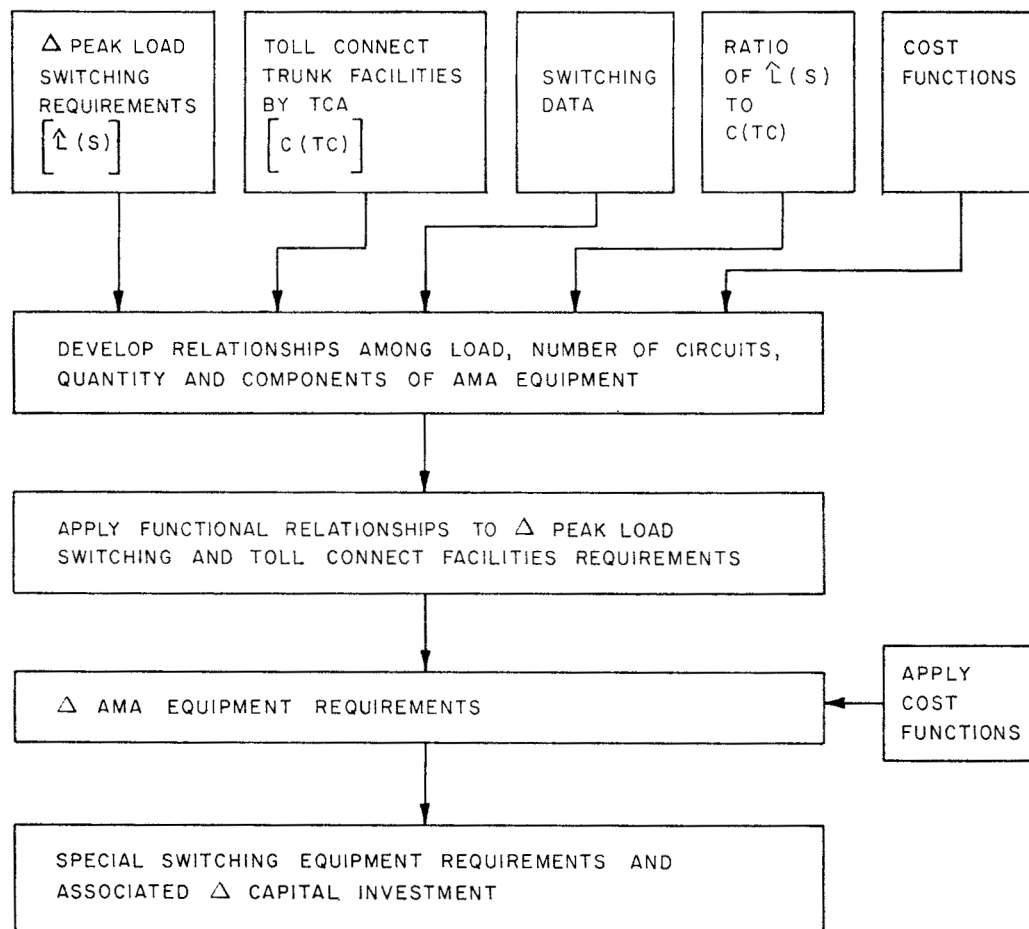 Δ PEAK LOAD
SWITCHING
REQUIREMENTS
[L̂(S)]
TOLL CONNECT
TRUNK FACILITIES
BY TCA
[C(TC)]
SWITCHING
DATA
RATIO
OF L̂(S)
TO
C(TC)
COST
FUNCTIONS
DEVELOP RELATIONSHIPS AMONG LOAD, NUMBER OF CIRCUITS,
QUANTITY AND COMPONENTS OF AMA EQUIPMENT
APPLY FUNCTIONAL RELATIONSHIPS TO Δ PEAK LOAD
SWITCHING AND TOLL CONNECT FACILITIES REQUIREMENTS
Δ AMA EQUIPMENT REQUIREMENTS
APPLY
COST
FUNCTIONS
SPECIAL SWITCHING EQUIPMENT REQUIREMENTS AND
ASSOCIATED Δ CAPITAL INVESTMENT